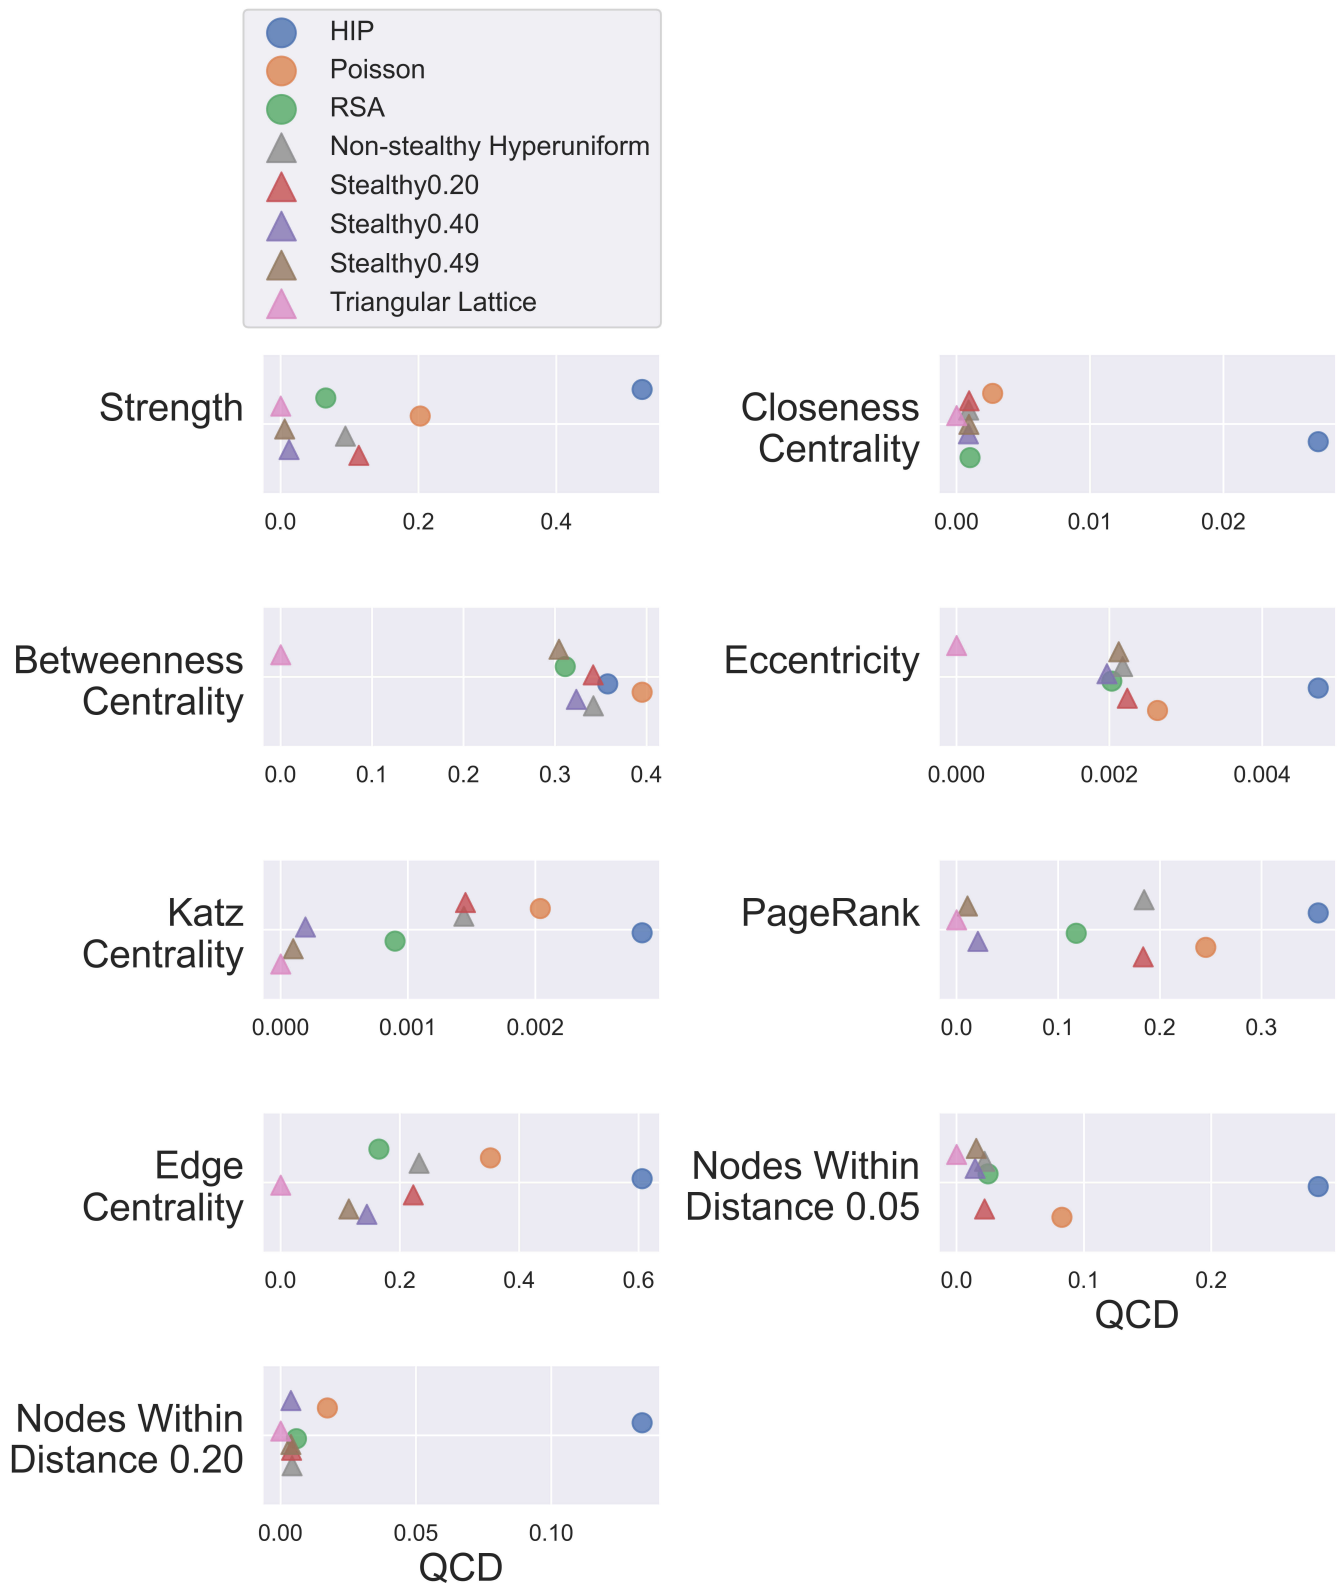 HIP
Poisson
RSA
Non-stealthy Hyperuniform
Stealthy0.20
Stealthy0.40
Stealthy0.49
Triangular Lattice
Strength
0.0 0.2 0.4
Closeness
Centrality
0.00 0.01 0.02
Betweenness
Centrality
0.0 0.1 0.2 0.3 0.4
Eccentricity
0.000 0.002 0.004
Katz
Centrality
0.000 0.001 0.002
PageRank
0.0 0.1 0.2 0.3
Edge
Centrality
0.0 0.2 0.4 0.6
Nodes Within
Distance 0.05
0.0 0.1 0.2
QCD
Nodes Within
Distance 0.20
0.00 0.05 0.10
QCD